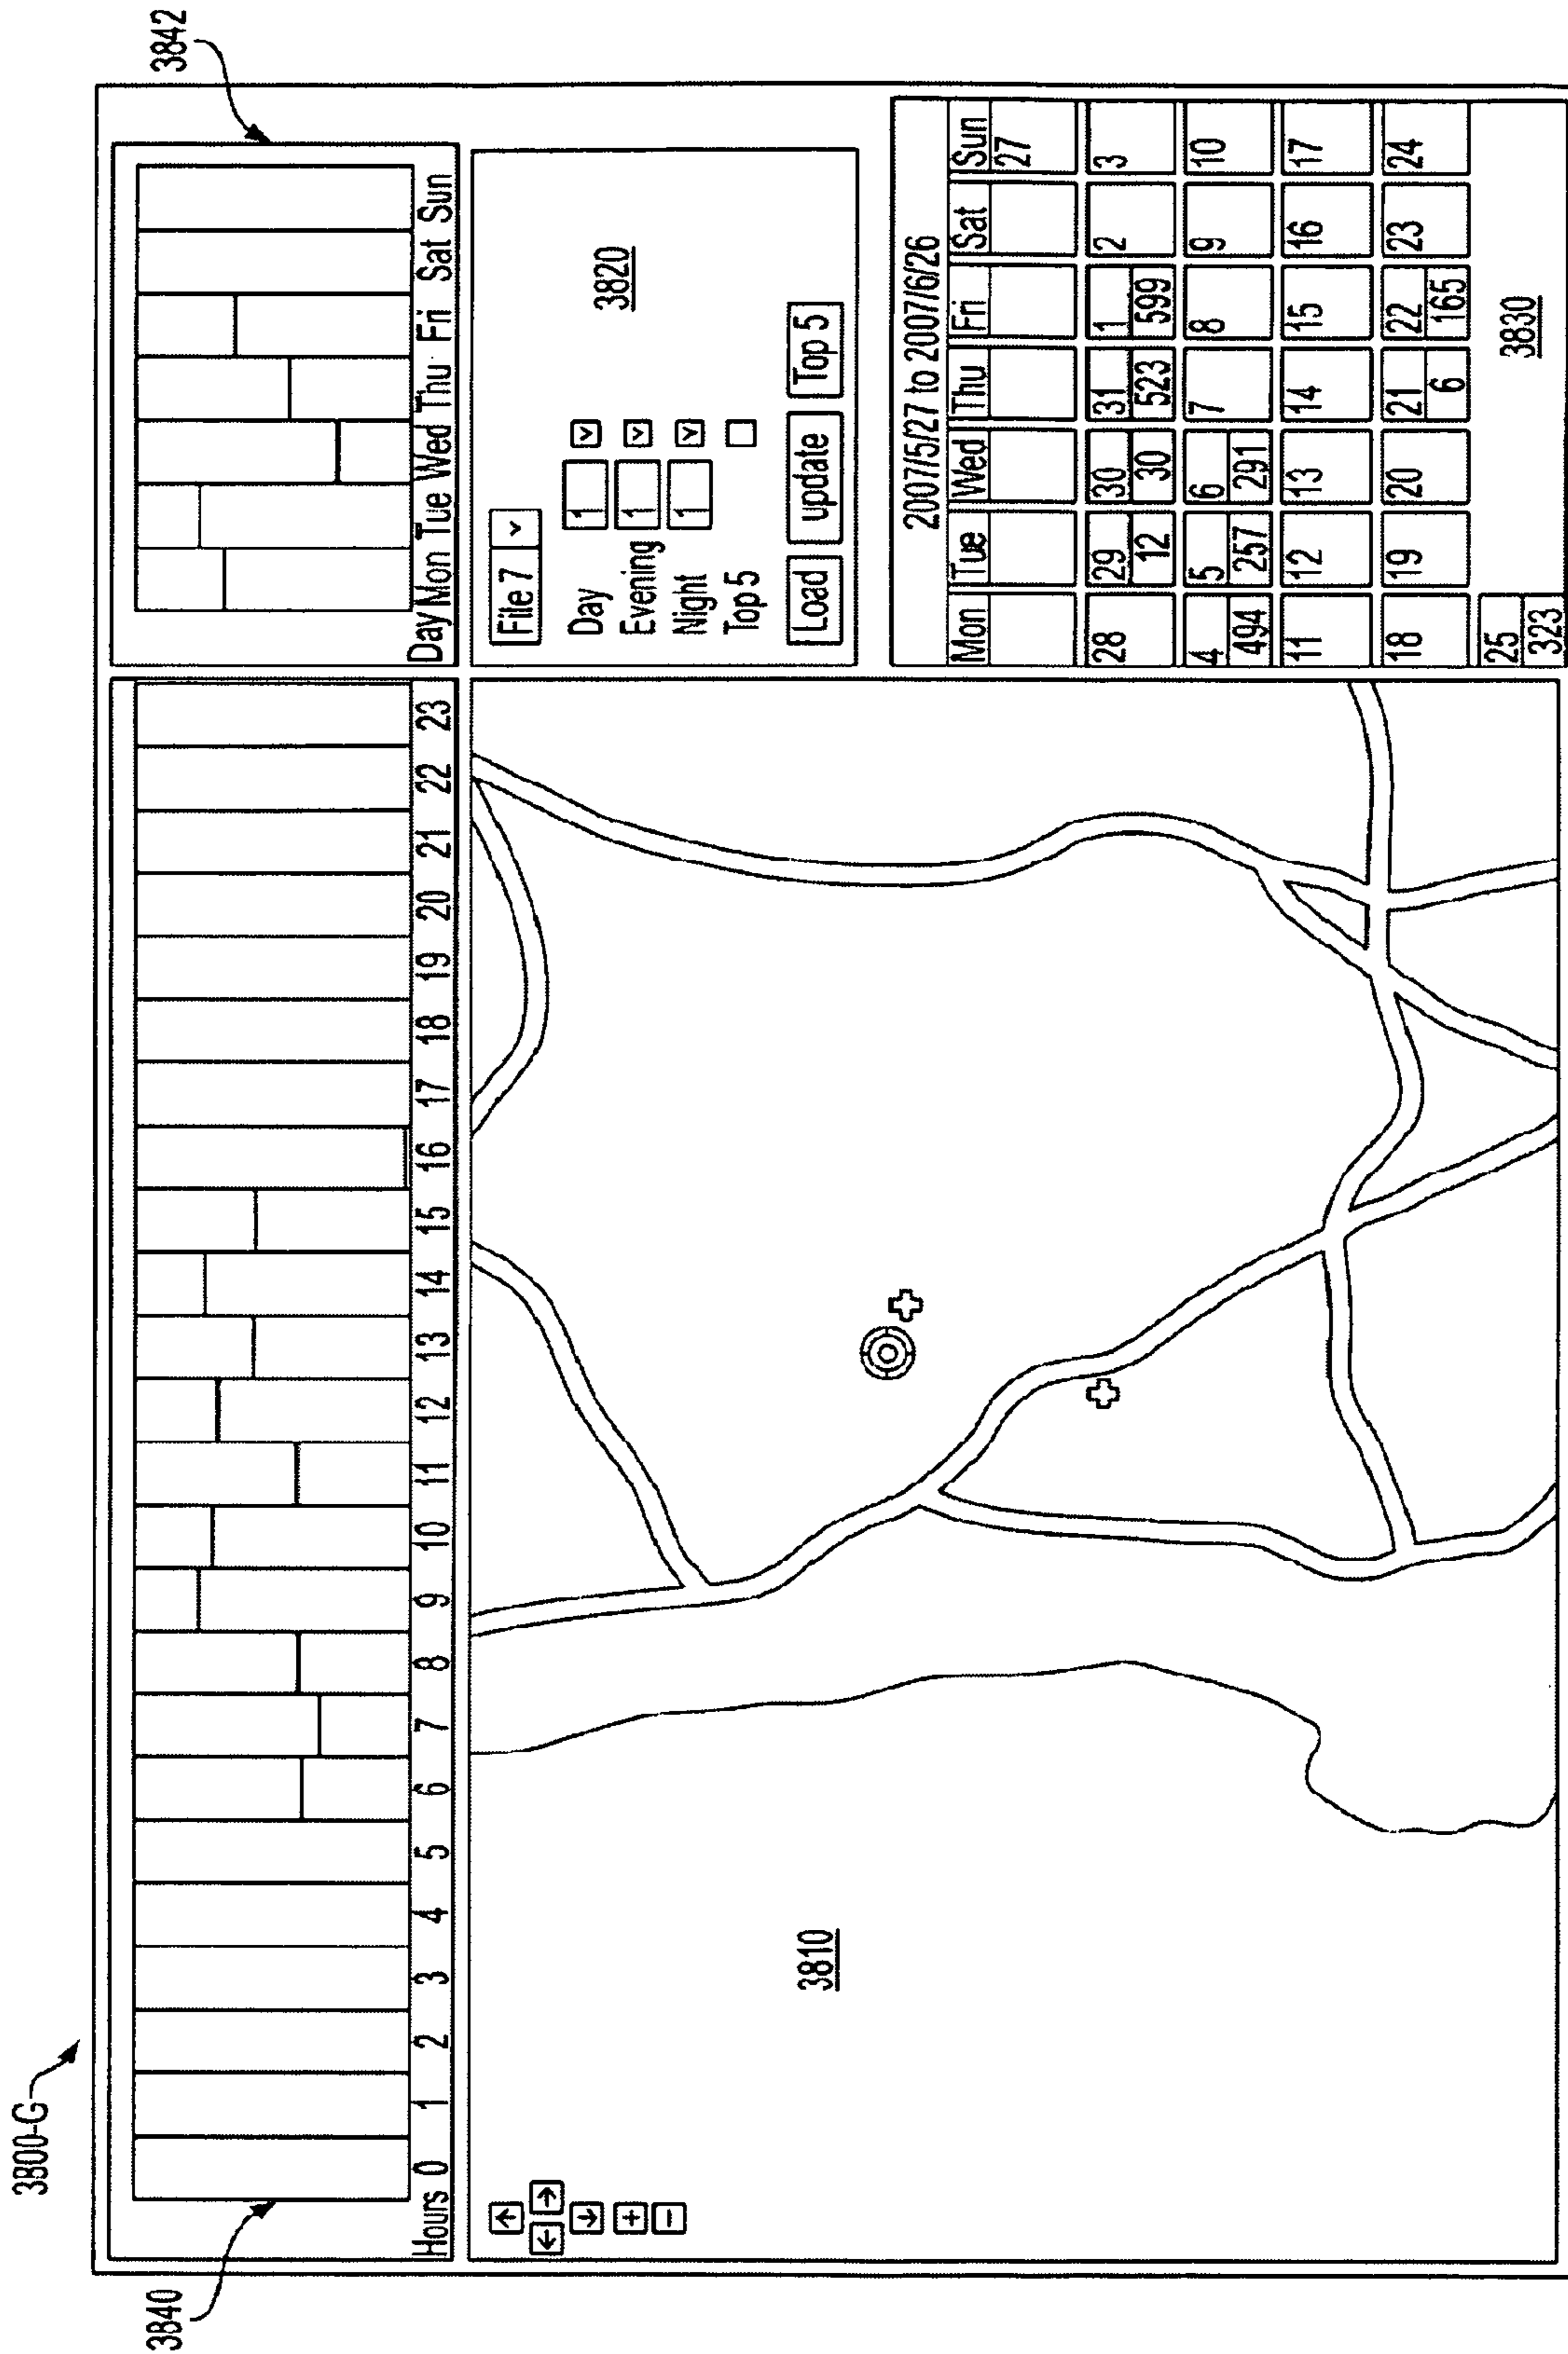 3800-G
3840
3842
Hours 0 1 2 3 4 5 6 7 8 9 10 11 12 13 14 15 16 17 18 19 20 21 22 23
Day Mon Tue Wed Thu Fri Sat Sun
3810
File 7 v
Day 1 v
Evening 1 v
Night 1 v
Top 5
Load update Top 5
3820
2007/5/27 to 2007/6/26
Mon Tue Wed Thu Fri Sat Sun
27
28 29 30 31 1 2 3
12 30 523 599
4 5 6 7 8 9 10
494 257 291
11 12 13 14 15 16 17
18 19 20 21 22 23 24
6 165
25
323
3830